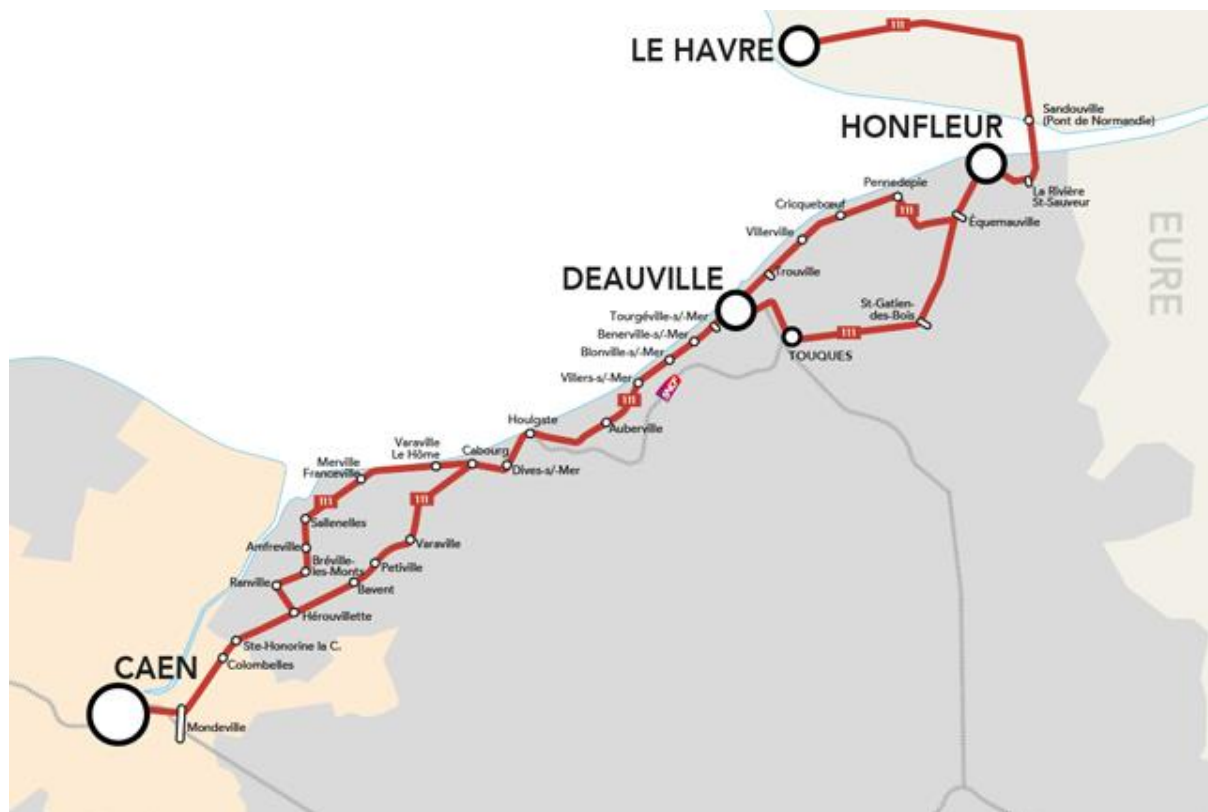 LE HAVRE
111
Sandouville
(Pont de Normandie)
HONFLEUR
La Rivière
St-Sauveur
Pennedepie
111
Équemauville
Cricquebœuf
Villerville
Trouville
EURE
DEAUVILLE
St-Gatien-
des-Bois
111
TOUQUES
Tourgéville-s/-Mer
Benerville-s/-Mer
Blonville-s/-Mer
Villers-s/-Mer
SNCF
111
Auberville
Houlgate
Dives-s/-Mer
Cabourg
Varaville
Le Hôme
Merville
Franceville
111
111
Sallenelles
Amfreville
Varaville
Bréville-
les-Monts
Petiville
Ranville
Bavent
Hérouvillette
Ste-Honorine la C.
Colombelles
CAEN
Mondeville